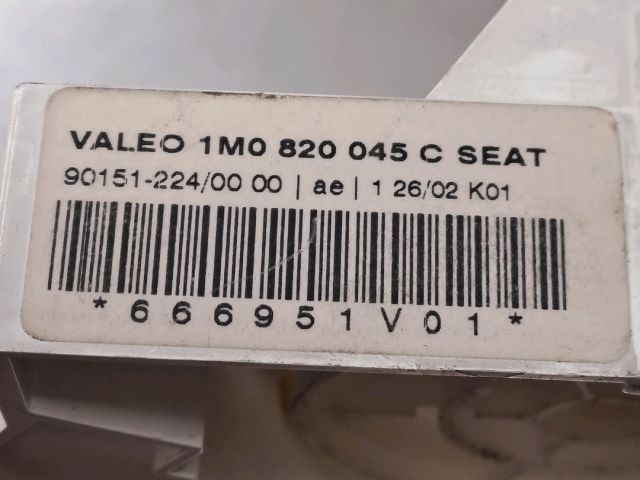 VALEO 1M0 820 045 C SEAT
90151-224/00 00 | ae | 1 26/02 K01
*666951V01*